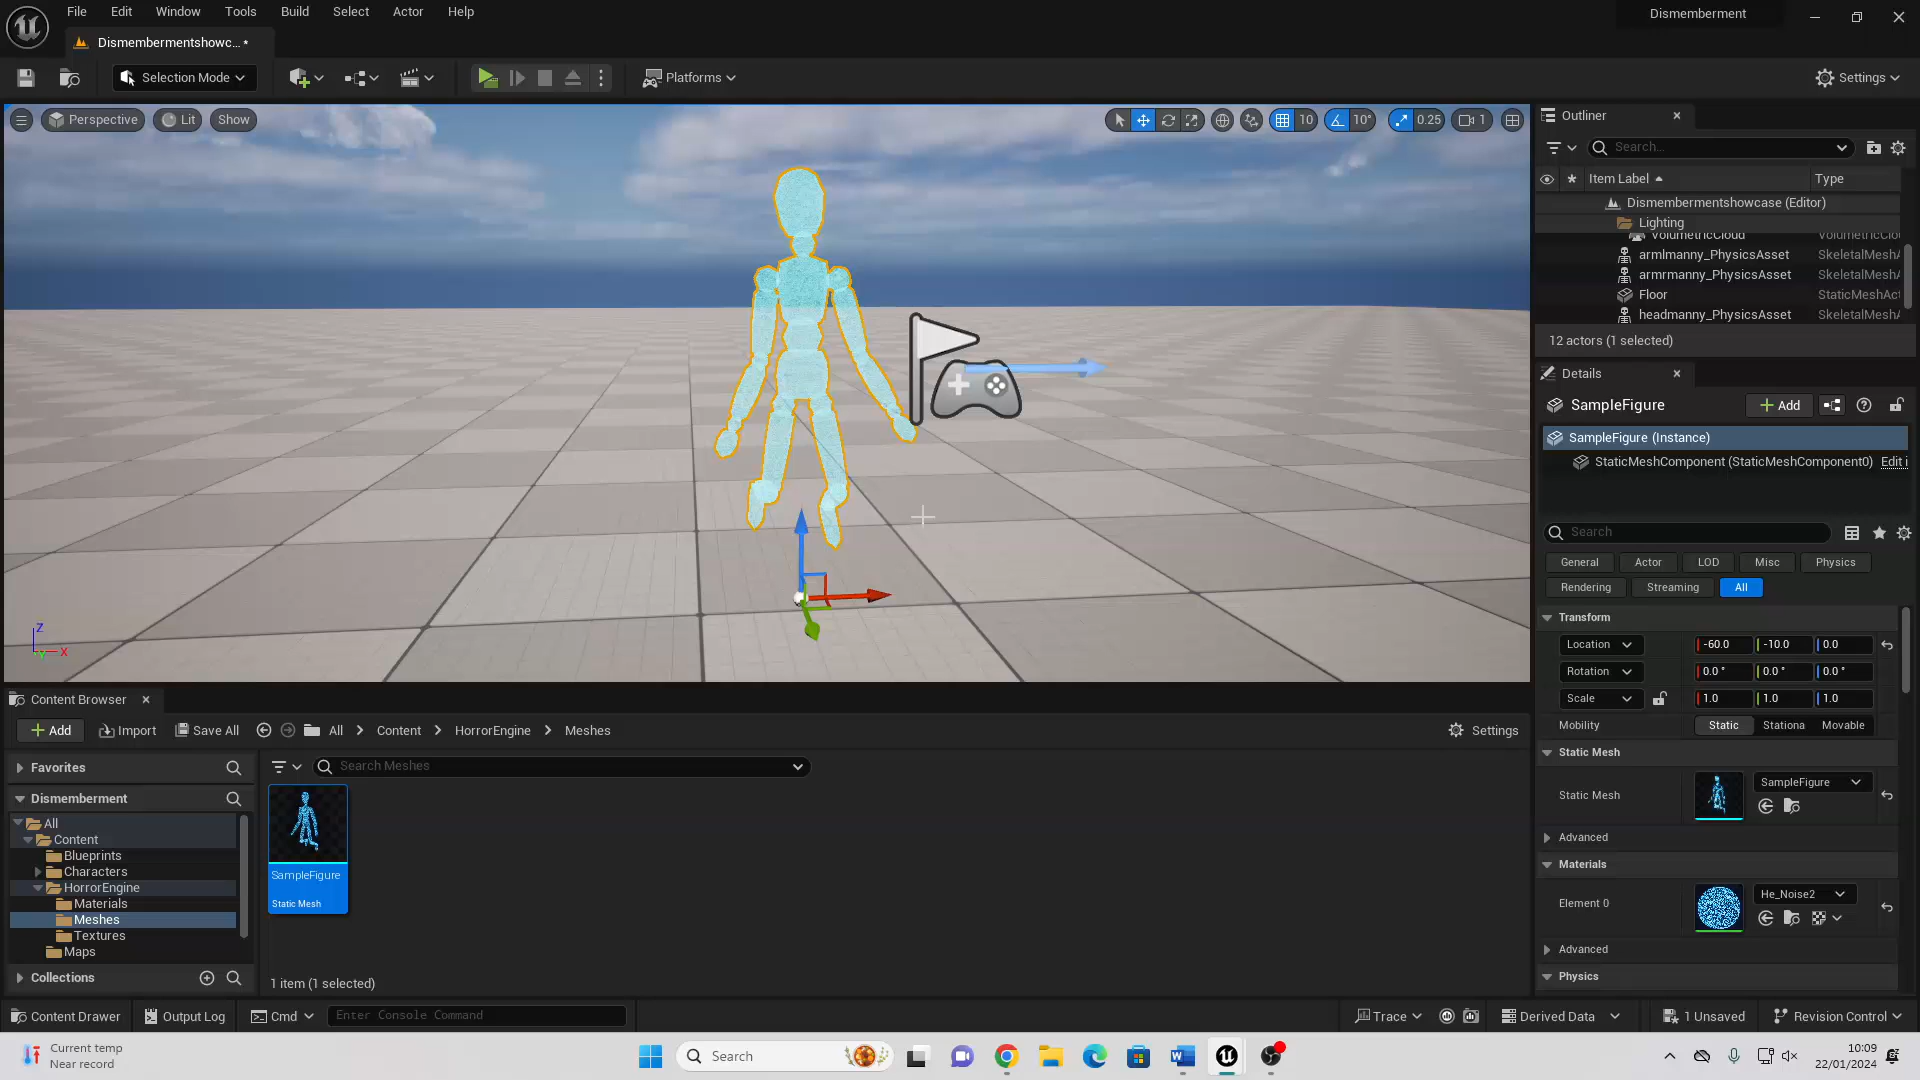 File Edit Window Tools Build Select Actor Help
Dismemberment
Dismembermentshowc... •
Selection Mode
Platforms
Settings
Perspective Lit Show
10 10° 0.25 1
Outliner
Search...
Item Label Type
Dismembermentshowcase (Editor)
Lighting
VolumetricCloud VolumetricClo
armlmanny_PhysicsAsset SkeletalMeshA
armrmanny_PhysicsAsset SkeletalMeshA
Floor StaticMeshAct
headmanny_PhysicsAsset SkeletalMeshA
12 actors (1 selected)
Details
SampleFigure
Add
SampleFigure (Instance)
StaticMeshComponent (StaticMeshComponent0) Edit i
Search
General Actor LOD Misc Physics
Rendering Streaming All
Transform
Location -60.0 -10.0 0.0
Rotation 0.0 ° 0.0 ° 0.0 °
Scale 1.0 1.0 1.0
Mobility Static Stationa Movable
Static Mesh
Static Mesh SampleFigure
Advanced
Materials
Element 0 He_Noise2
Advanced
Physics
Z
Y X
Content Browser
Add Import Save All All Content HorrorEngine Meshes Settings
Favorites
Search Meshes
Dismemberment
All
Content
Blueprints
Characters
HorrorEngine
Materials
Meshes
Textures
Maps
Collections
SampleFigure
Static Mesh
1 item (1 selected)
Content Drawer Output Log Cmd Enter Console Command Trace Derived Data 1 Unsaved Revision Control
Current temp
Near record
Search
10:09
22/01/2024